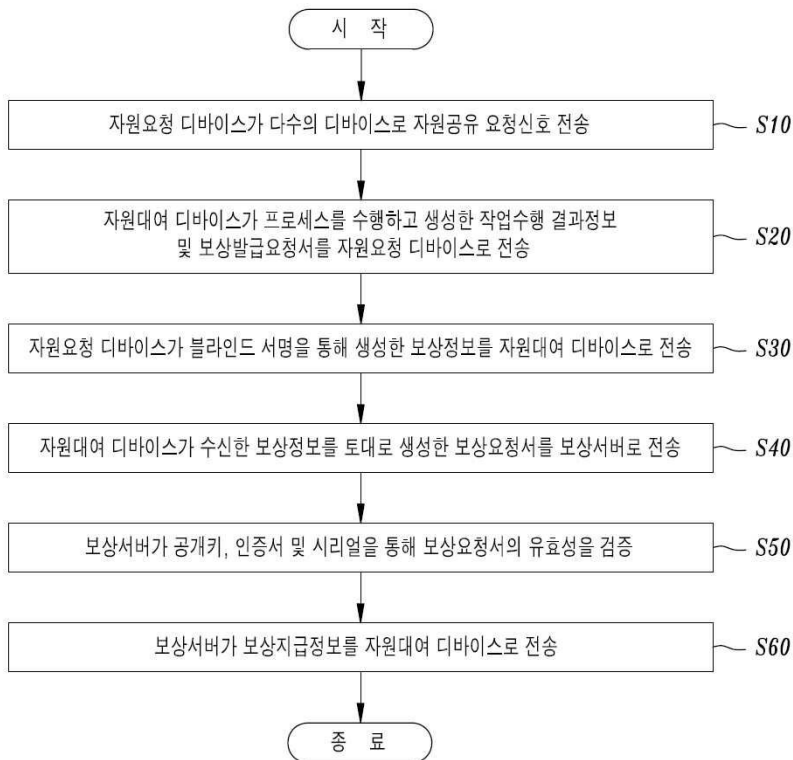 시 작
자원요청 디바이스가 다수의 디바이스로 자원공유 요청신호 전송
S10
자원대여 디바이스가 프로세스를 수행하고 생성한 작업수행 결과정보
및 보상발급요청서를 자원요청 디바이스로 전송
S20
자원요청 디바이스가 블라인드 서명을 통해 생성한 보상정보를 자원대여 디바이스로 전송
S30
자원대여 디바이스가 수신한 보상정보를 토대로 생성한 보상요청서를 보상서버로 전송
S40
보상서버가 공개키, 인증서 및 시리얼을 통해 보상요청서의 유효성을 검증
S50
보상서버가 보상지급정보를 자원대여 디바이스로 전송
S60
종 료